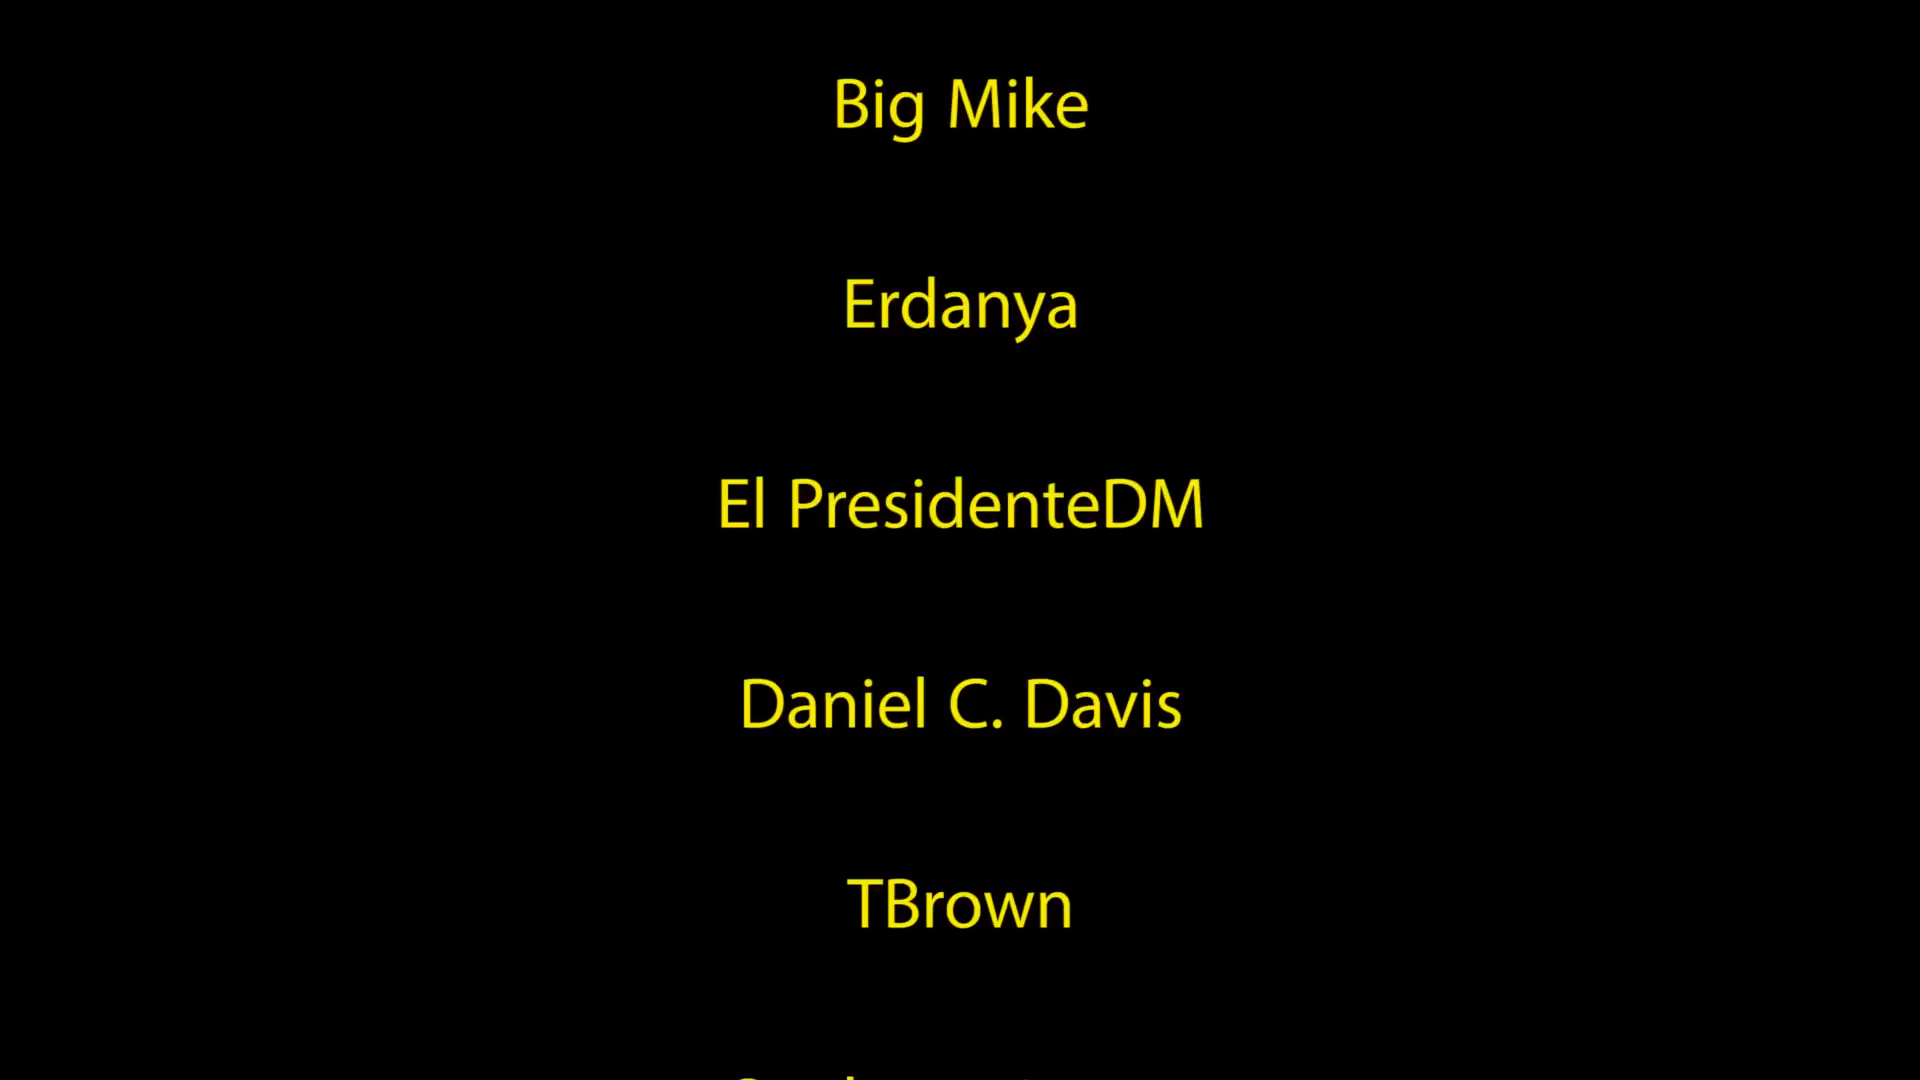 Big Mike
Erdanya
El PresidenteDM
Daniel C. Davis
TBrown